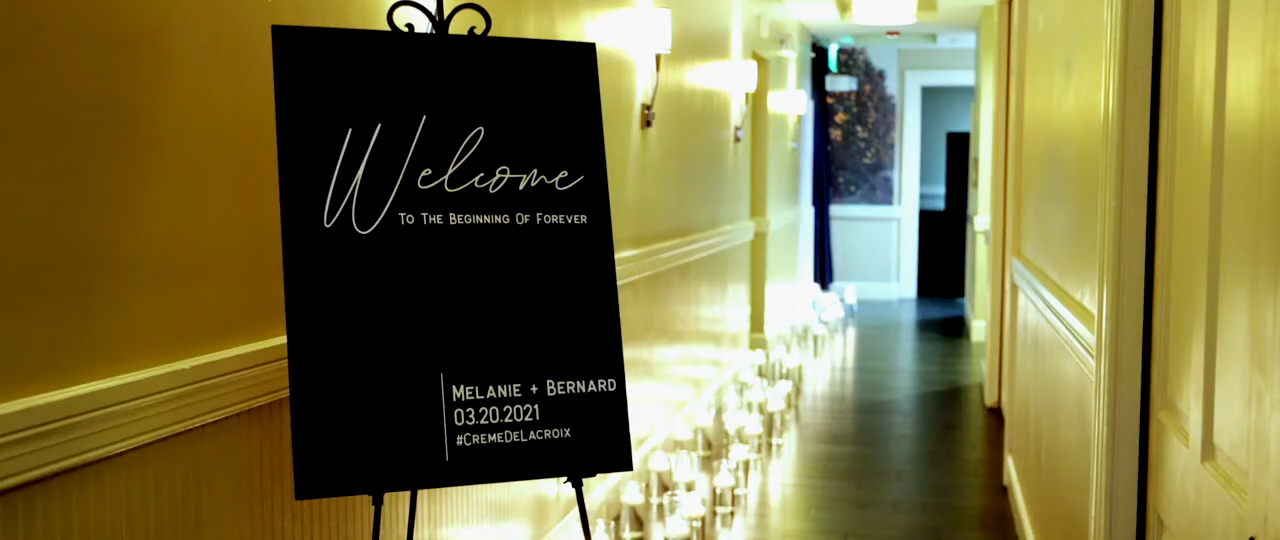 Welcome
To The Beginning Of Forever
Melanie + Bernard
03.20.2021
#CremeDeLacroix